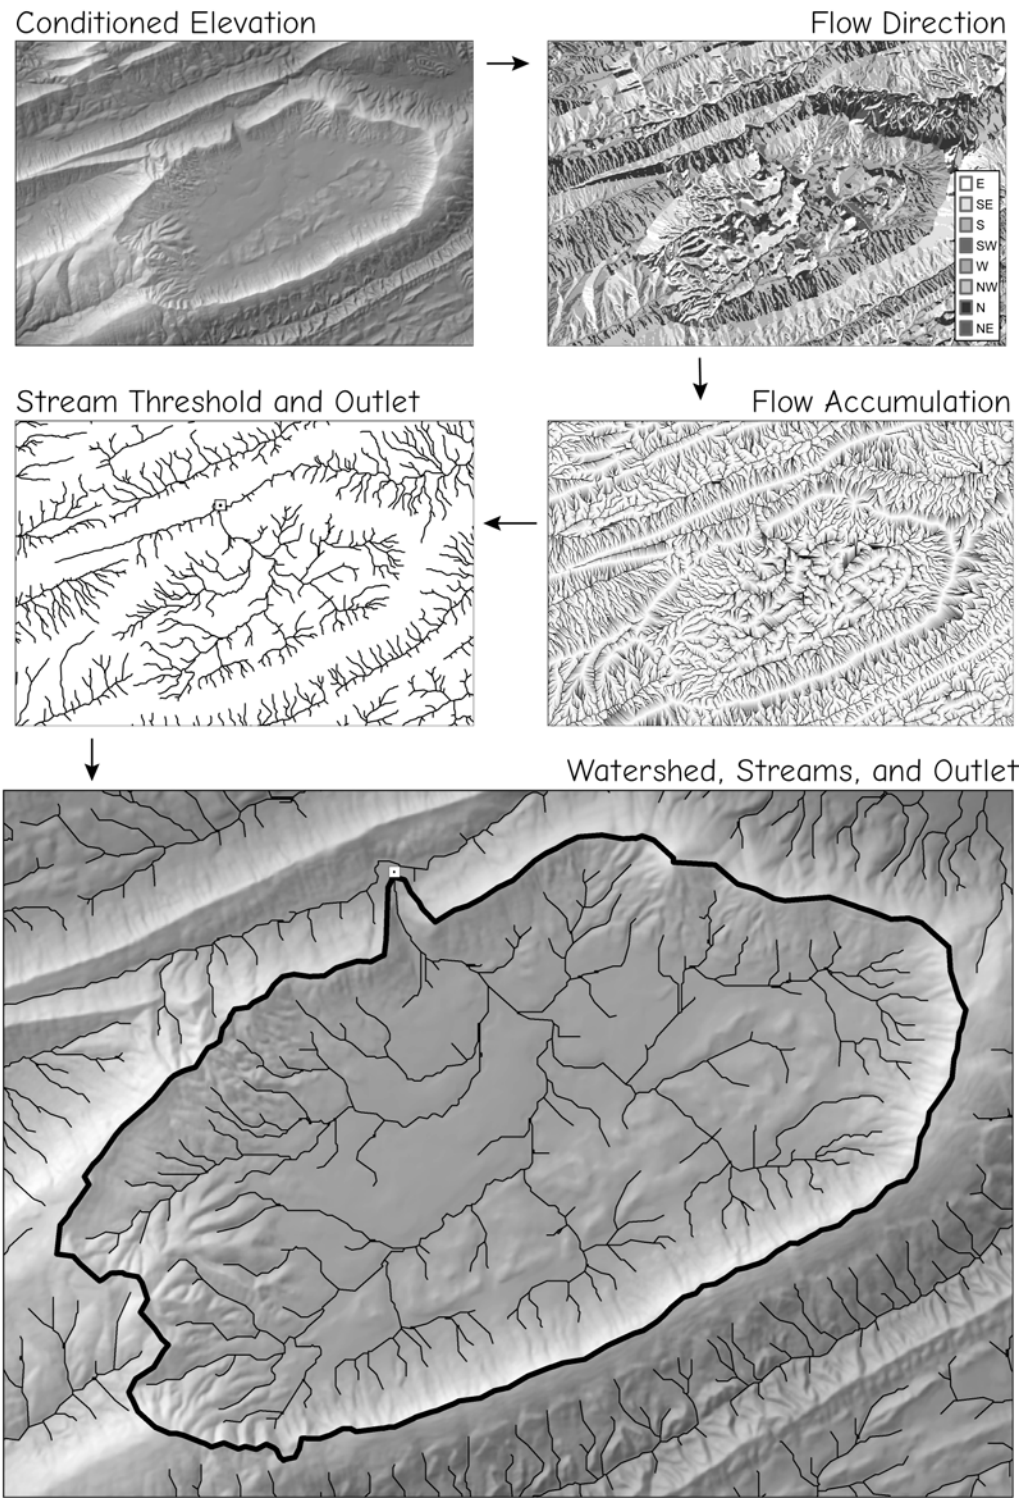 Conditioned Elevation
Flow Direction
E
SE
S
SW
W
NW
N
NE
Stream Threshold and Outlet
Flow Accumulation
Watershed, Streams, and Outlet